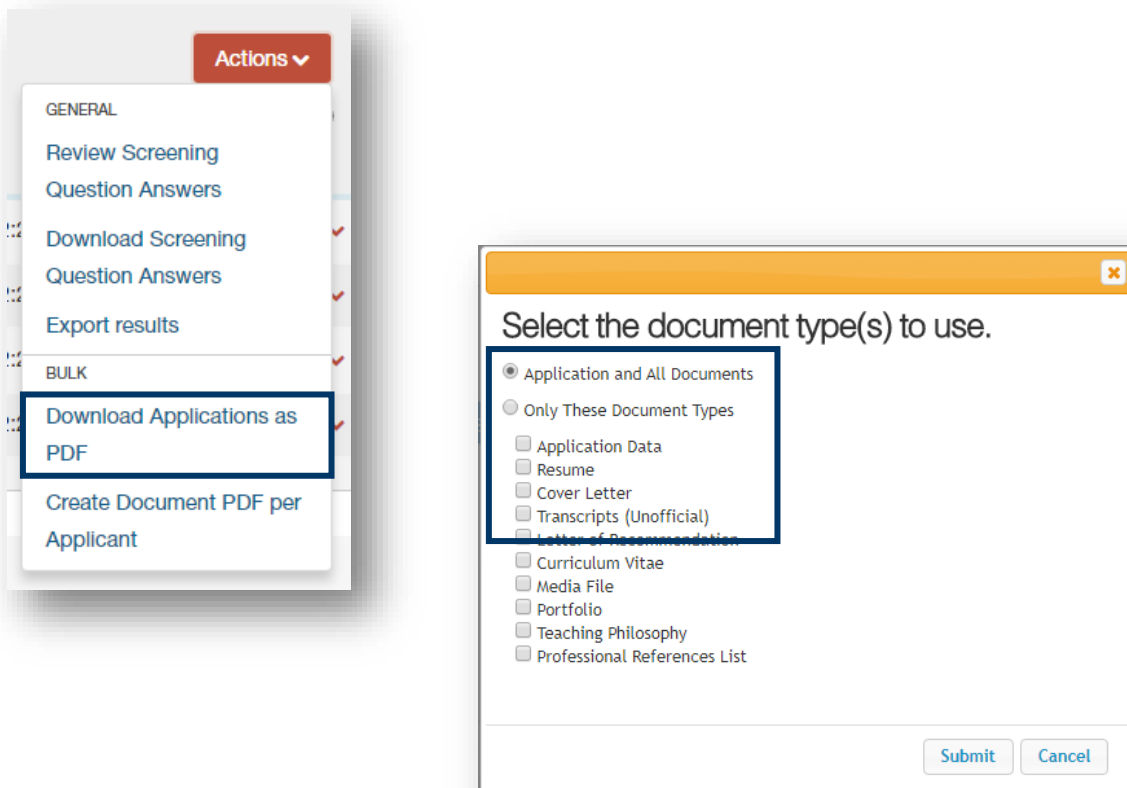 Actions
GENERAL
Review Screening
Question Answers
Download Screening
Question Answers
Export results
BULK
Download Applications as
PDF
Create Document PDF per
Applicant
Select the document type(s) to use.
Application and All Documents
Only These Document Types
Application Data
Resume
Cover Letter
Transcripts (Unofficial)
Letter of Recommendation
Curriculum Vitae
Media File
Portfolio
Teaching Philosophy
Professional References List
Submit
Cancel